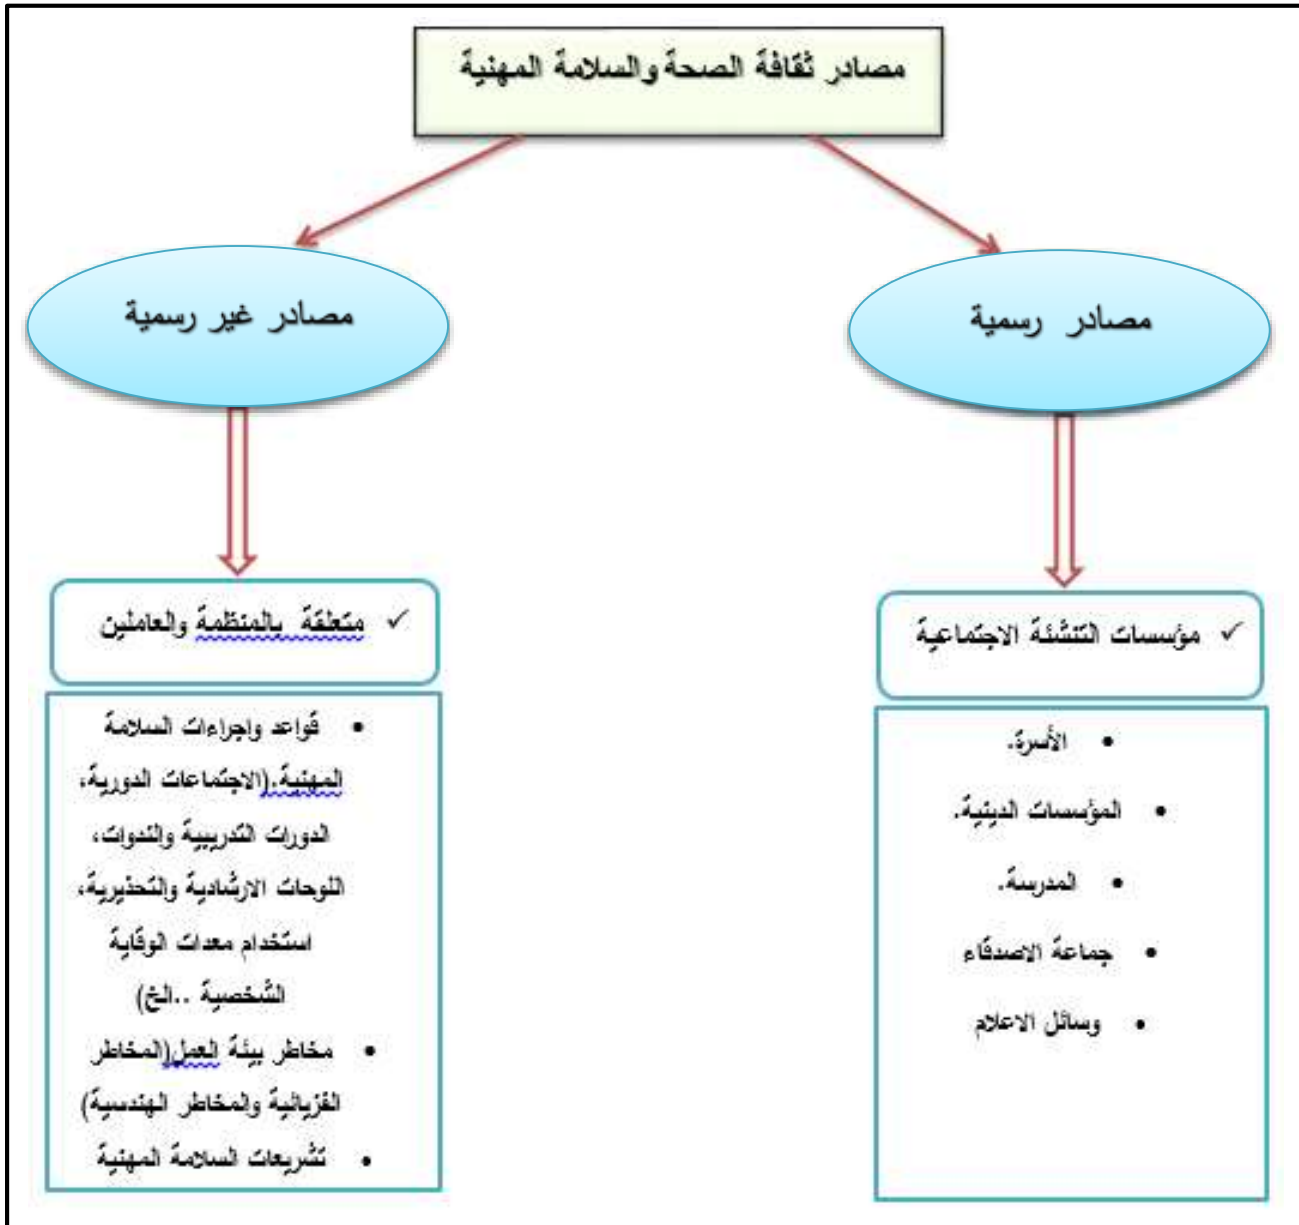 مصادر ثقافة الصحة والسلامة المهنية
مصادر رسمية
مصادر غير رسمية
✓ مؤسسات التنشئة الاجتماعية
• الأسرة.
• المؤسسات الدينية.
• المدرسة.
• جماعة الاصدقاء
• وسائل الاعلام
✓ متعلقة بالمنظمة والعاملين
• قواعد واجراءات السلامة
المهنية.(الاجتماعات الدورية،
الدورات التدريبية والندوات،
اللوحات الارشادية والتحذيرية،
استخدام معدات الوقاية
الشخصية ..الخ)
• مخاطر بيئة العمل(المخاطر
الفزيائية والمخاطر الهندسية)
• تشريعات السلامة المهنية